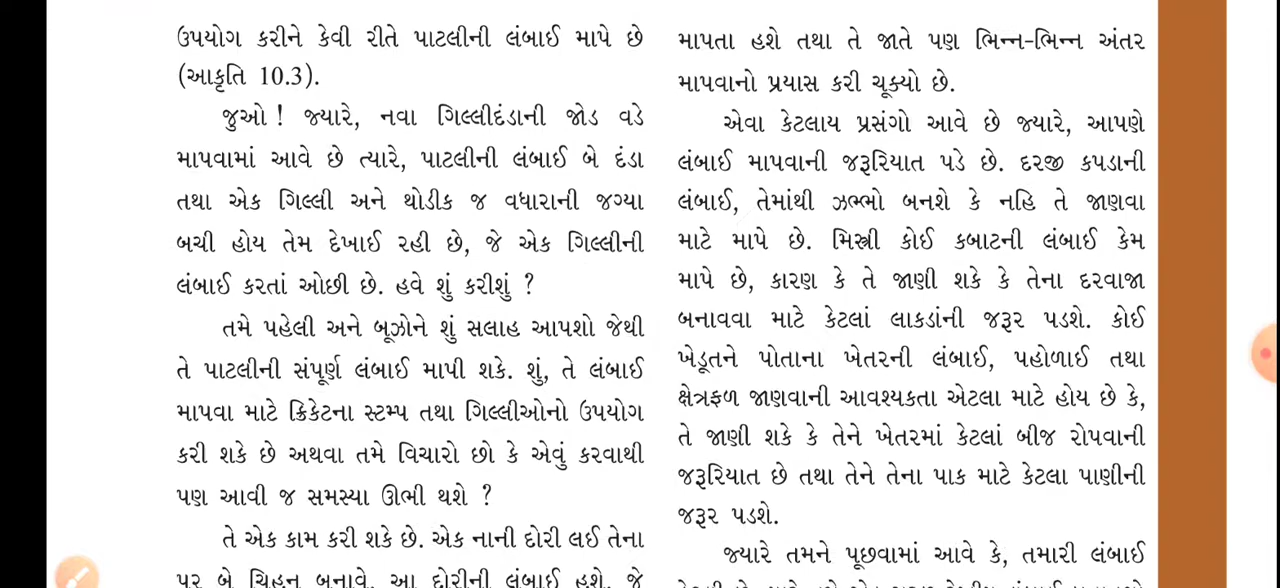 ઉપયોગ કરીને કેવી રીતે પાટલીની લંબાઈ માપે છે
(આકૃતિ 10.3).
જુઓ ! જ્યારે, નવા ગિલ્લીદંડાની જોડ વડે
માપવામાં આવે છે ત્યારે, પાટલીની લંબાઈ બે દંડા
તથા એક ગિલ્લી અને થોડીક જ વધારાની જગ્યા
બચી હોય તેમ દેખાઈ રહી છે, જે એક ગિલ્લીની
લંબાઈ કરતાં ઓછી છે. હવે શું કરીશું ?
તમે પહેલી અને બૂઝોને શું સલાહ આપશો જેથી
તે પાટલીની સંપૂર્ણ લંબાઈ માપી શકે. શું, તે લંબાઈ
માપવા માટે ક્રિકેટના સ્ટમ્પ તથા ગિલ્લીઓનો ઉપયોગ
કરી શકે છે અથવા તમે વિચારો છો કે એવું કરવાથી
પણ આવી જ સમસ્યા ઊભી થશે ?
તે એક કામ કરી શકે છે. એક નાની દોરી લઈ તેના
પર બે ચિહ્ન બનાવે. આ દોરીની લંબાઈ હશે. જે
માપતા હશે તથા તે જાતે પણ ભિન્ન-ભિન્ન અંતર
માપવાનો પ્રયાસ કરી ચૂક્યો છે.
એવા કેટલાય પ્રસંગો આવે છે જ્યારે, આપણે
લંબાઈ માપવાની જરૂરિયાત પડે છે. દરજી કપડાની
લંબાઈ, તેમાંથી ઝભ્ભો બનશે કે નહિ તે જાણવા
માટે માપે છે. મિસ્ત્રી કોઈ કબાટની લંબાઈ કેમ
માપે છે, કારણ કે તે જાણી શકે કે તેના દરવાજા
બનાવવા માટે કેટલાં લાકડાંની જરૂર પડશે. કોઈ
ખેડૂતને પોતાના ખેતરની લંબાઈ, પહોળાઈ તથા
ક્ષેત્રફળ જાણવાની આવશ્યકતા એટલા માટે હોય છે કે,
તે જાણી શકે કે તેને ખેતરમાં કેટલાં બીજ રોપવાની
જરૂરિયાત છે તથા તેને તેના પાક માટે કેટલા પાણીની
જરૂર પડશે.
જ્યારે તમને પૂછવામાં આવે કે, તમારી લંબાઈ